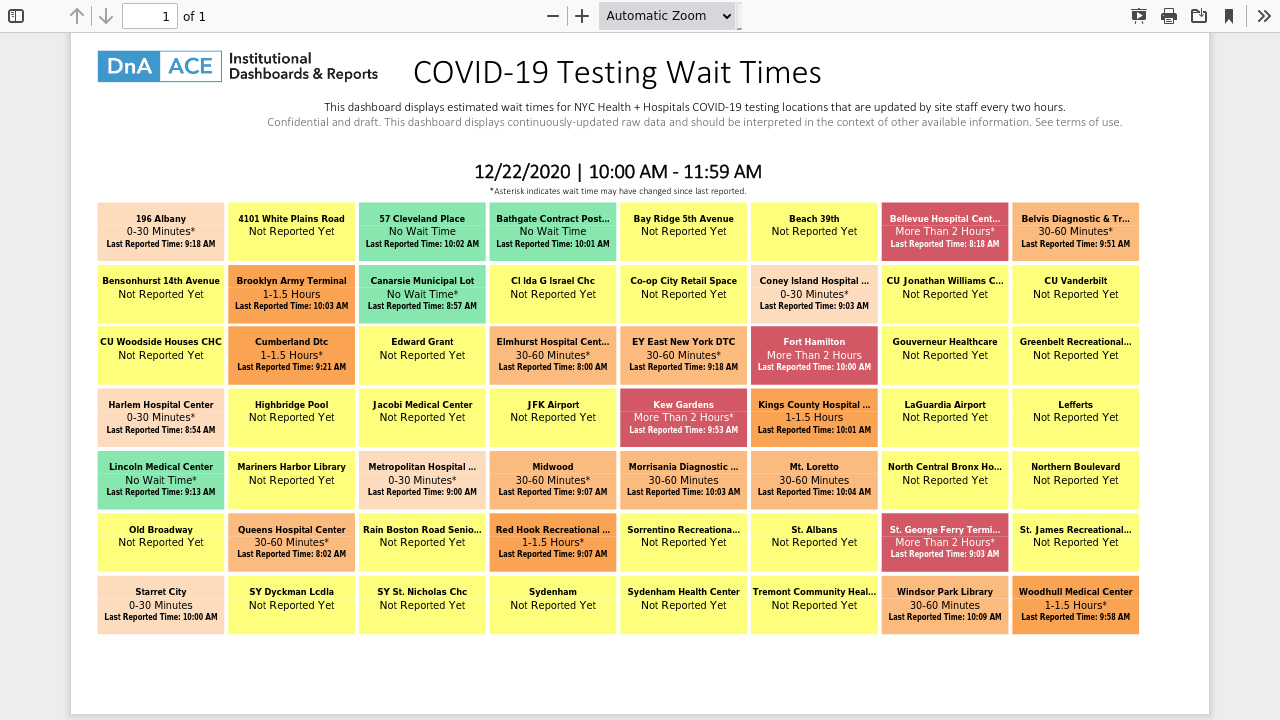 1 of 1 Automatic Zoom
DnA ACE Institutional
Dashboards & Reports
COVID-19 Testing Wait Times
This dashboard displays estimated wait times for NYC Health + Hospitals COVID-19 testing locations that are updated by site staff every two hours.
Confidential and draft. This dashboard displays continuously-updated raw data and should be interpreted in the context of other available information. See terms of use.
12/22/2020 | 10:00 AM - 11:59 AM
*Asterisk indicates wait time may have changed since last reported.
196 Albany
0-30 Minutes*
Last Reported Time: 9:18 AM
4101 White Plains Road
Not Reported Yet
57 Cleveland Place
No Wait Time
Last Reported Time: 10:02 AM
Bathgate Contract Post...
No Wait Time
Last Reported Time: 10:01 AM
Bay Ridge 5th Avenue
Not Reported Yet
Beach 39th
Not Reported Yet
Bellevue Hospital Cent...
More Than 2 Hours*
Last Reported Time: 8:18 AM
Belvis Diagnostic & Tr...
30-60 Minutes*
Last Reported Time: 9:51 AM
Bensonhurst 14th Avenue
Not Reported Yet
Brooklyn Army Terminal
1-1.5 Hours
Last Reported Time: 10:03 AM
Canarsie Municipal Lot
No Wait Time*
Last Reported Time: 8:57 AM
Cl Ida G Israel Chc
Not Reported Yet
Co-op City Retail Space
Not Reported Yet
Coney Island Hospital ...
0-30 Minutes*
Last Reported Time: 9:03 AM
CU Jonathan Williams C...
Not Reported Yet
CU Vanderbilt
Not Reported Yet
CU Woodside Houses CHC
Not Reported Yet
Cumberland Dtc
1-1.5 Hours*
Last Reported Time: 9:21 AM
Edward Grant
Not Reported Yet
Elmhurst Hospital Cent...
30-60 Minutes*
Last Reported Time: 8:00 AM
EY East New York DTC
30-60 Minutes*
Last Reported Time: 9:18 AM
Fort Hamilton
More Than 2 Hours
Last Reported Time: 10:00 AM
Gouverneur Healthcare
Not Reported Yet
Greenbelt Recreational...
Not Reported Yet
Harlem Hospital Center
0-30 Minutes*
Last Reported Time: 8:54 AM
Highbridge Pool
Not Reported Yet
Jacobi Medical Center
Not Reported Yet
JFK Airport
Not Reported Yet
Kew Gardens
More Than 2 Hours*
Last Reported Time: 9:53 AM
Kings County Hospital ...
1-1.5 Hours
Last Reported Time: 10:01 AM
LaGuardia Airport
Not Reported Yet
Lefferts
Not Reported Yet
Lincoln Medical Center
No Wait Time*
Last Reported Time: 9:13 AM
Mariners Harbor Library
Not Reported Yet
Metropolitan Hospital ...
0-30 Minutes*
Last Reported Time: 9:00 AM
Midwood
30-60 Minutes*
Last Reported Time: 9:07 AM
Morrisania Diagnostic ...
30-60 Minutes
Last Reported Time: 10:03 AM
Mt. Loretto
30-60 Minutes
Last Reported Time: 10:04 AM
North Central Bronx Ho...
Not Reported Yet
Northern Boulevard
Not Reported Yet
Old Broadway
Not Reported Yet
Queens Hospital Center
30-60 Minutes*
Last Reported Time: 8:02 AM
Rain Boston Road Senio...
Not Reported Yet
Red Hook Recreational ...
1-1.5 Hours*
Last Reported Time: 9:07 AM
Sorrentino Recreationa...
Not Reported Yet
St. Albans
Not Reported Yet
St. George Ferry Termi...
More Than 2 Hours*
Last Reported Time: 9:03 AM
St. James Recreational...
Not Reported Yet
Starret City
0-30 Minutes
Last Reported Time: 10:00 AM
SY Dyckman Lcdla
Not Reported Yet
SY St. Nicholas Chc
Not Reported Yet
Sydenham
Not Reported Yet
Sydenham Health Center
Not Reported Yet
Tremont Community Heal...
Not Reported Yet
Windsor Park Library
30-60 Minutes
Last Reported Time: 10:09 AM
Woodhull Medical Center
1-1.5 Hours*
Last Reported Time: 9:58 AM